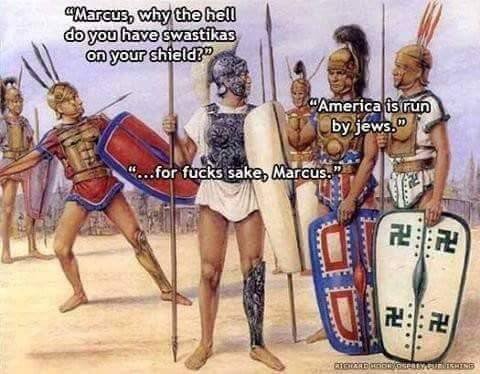 “Marcus, why the hell
do you have swastikas
on your shield?”
“America is run
by jews.”
“...for fucks sake, Marcus.”
RICHARD HOOK/OSPREY PUBLISHING